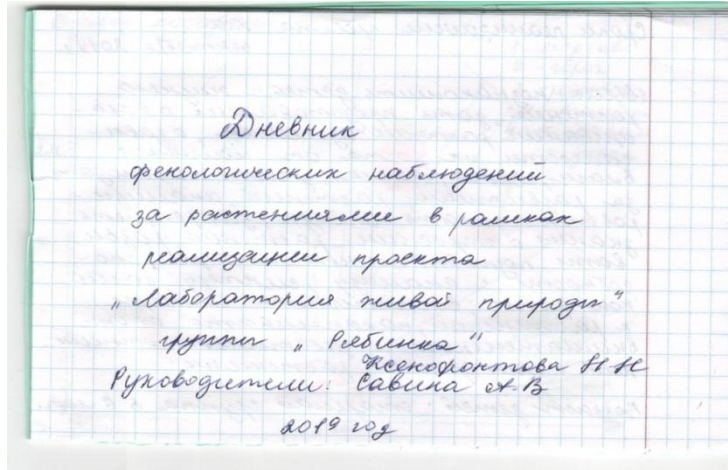 Дневник
фенологических наблюдений
за растениями в рамках
реализации проекта
„Лаборатория живой природы"
группы „Рябинка"
Ксенофонтова Н Н
Руководители: Савина А. В
2019 год